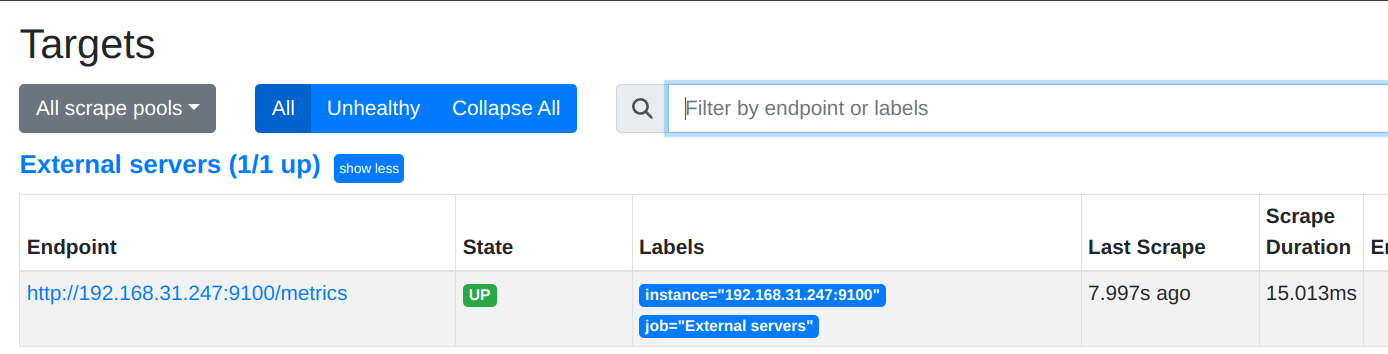 Targets
All scrape pools
All Unhealthy Collapse All
Filter by endpoint or labels
External servers (1/1 up) show less
Endpoint State Labels Last Scrape Scrape Duration
http://192.168.31.247:9100/metrics UP instance="192.168.31.247:9100" 7.997s ago 15.013ms
job="External servers"